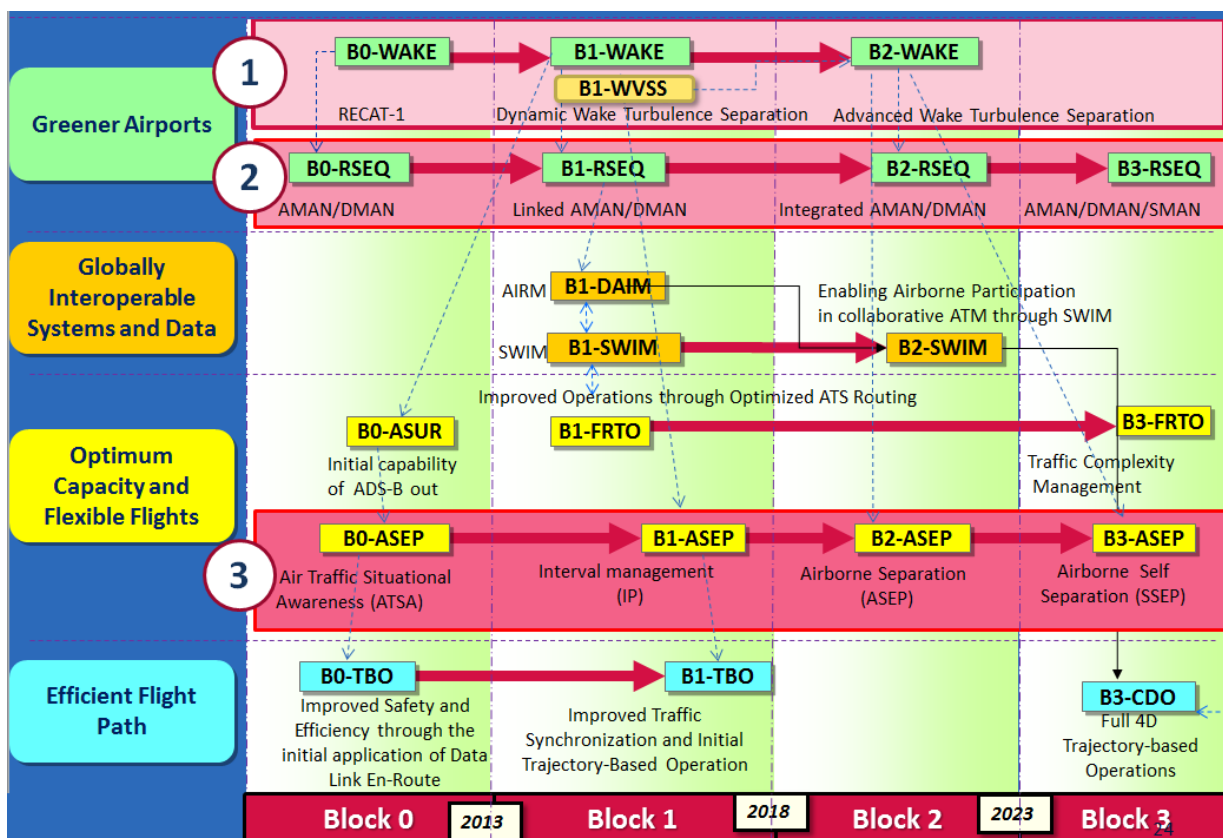 B0-WAKE
B1-WAKE
B2-WAKE
1
B1-WVSS
Greener Airports
RECAT-1
Dynamic Wake Turbulence Separation
Advanced Wake Turbulence Separation
2
B0-RSEQ
B1-RSEQ
B2-RSEQ
B3-RSEQ
AMAN/DMAN
Linked AMAN/DMAN
Integrated AMAN/DMAN
AMAN/DMAN/SMAN
Globally
Interoperable
Systems and Data
AIRM
B1-DAIM
Enabling Airborne Participation
in collaborative ATM through SWIM
SWIM
B1-SWIM
B2-SWIM
Improved Operations through Optimized ATS Routing
Optimum
Capacity and
Flexible Flights
B0-ASUR
B1-FRTO
B3-FRTO
Initial capability
of ADS-B out
Traffic Complexity
Management
3
B0-ASEP
B1-ASEP
B2-ASEP
B3-ASEP
Air Traffic Situational
Awareness (ATSA)
Interval management
(IP)
Airborne Separation
(ASEP)
Airborne Self
Separation (SSEP)
Efficient Flight
Path
B0-TBO
B1-TBO
B3-CDO
Improved Safety and
Efficiency through the
initial application of Data
Link En-Route
Improved Traffic
Synchronization and Initial
Trajectory-Based Operation
Full 4D
Trajectory-based
Operations
Block 0
2013
Block 1
2018
Block 2
2023
Block 3
24